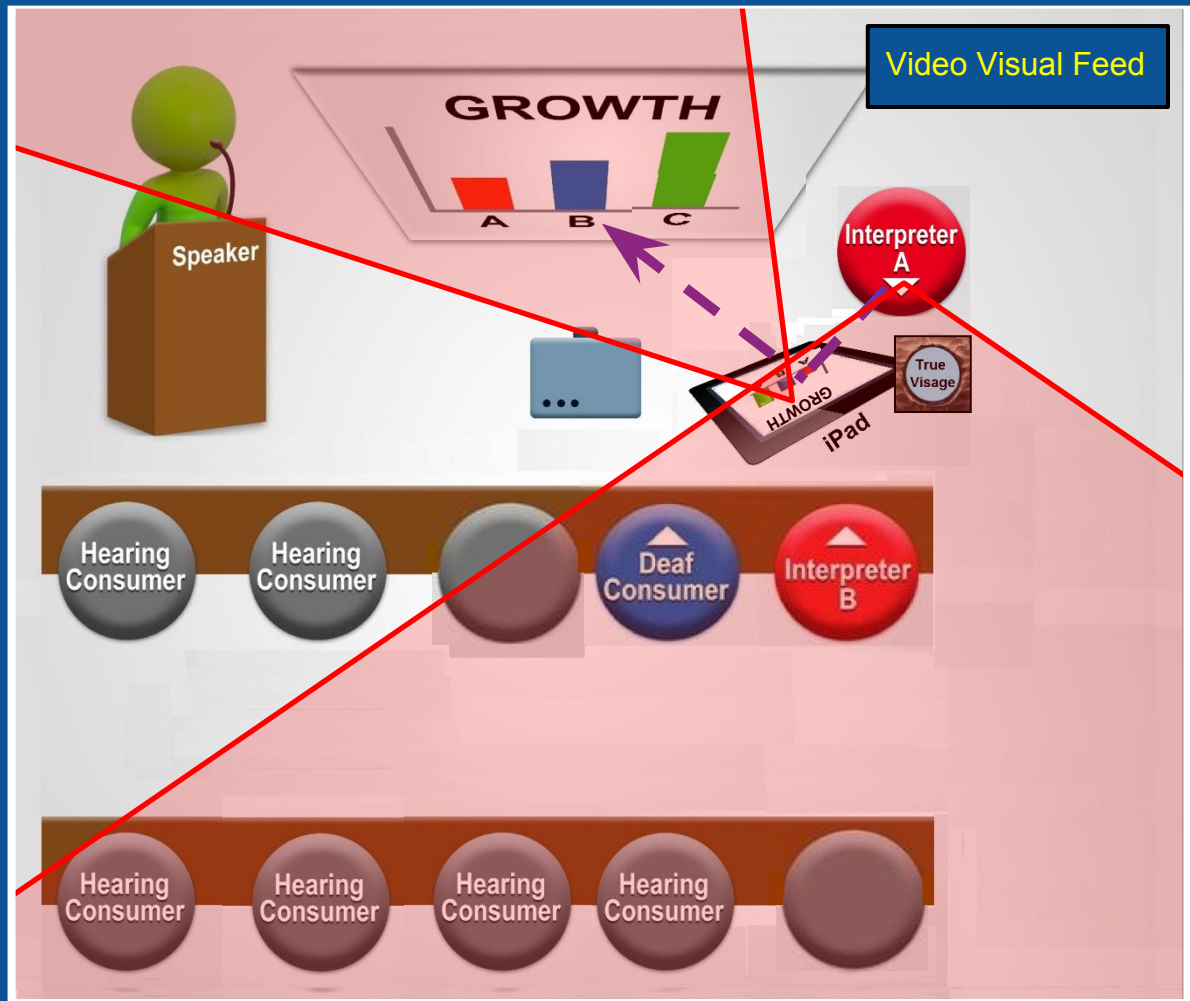 Video Visual Feed
GROWTH
A B C
Speaker
Interpreter
A
True
Visage
GROWTH
iPad
Hearing
Consumer
Hearing
Consumer
Deaf
Consumer
Interpreter
B
Hearing
Consumer
Hearing
Consumer
Hearing
Consumer
Hearing
Consumer